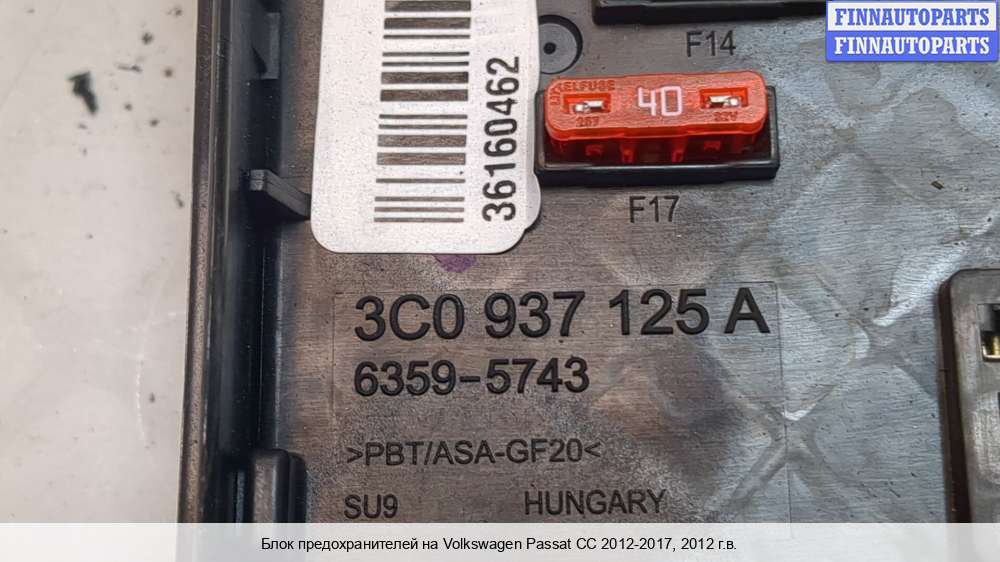 FINNAUTOPARTS
FINNAUTOPARTS
F14
40
36160462
F17
3C0 937 125 A
6359-5743
>PBT/ASA-GF20<
SU9 HUNGARY
Блок предохранителей на Volkswagen Passat CC 2012-2017, 2012 г.в.